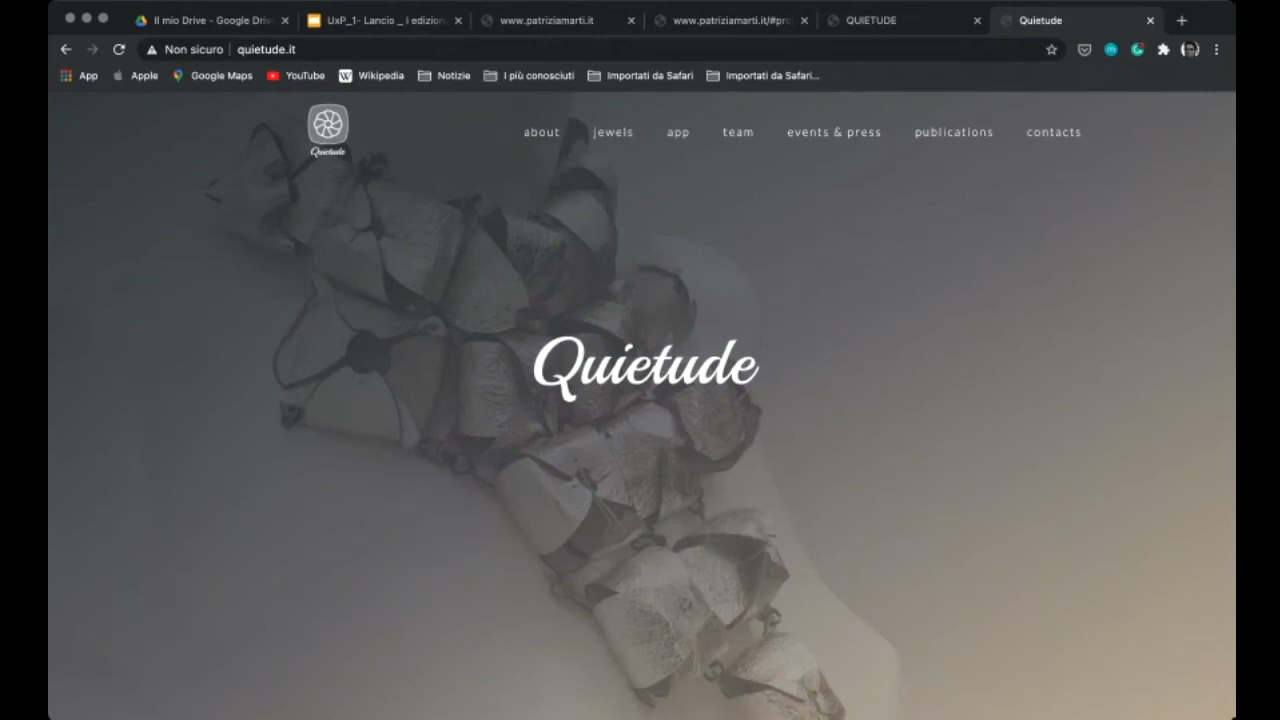 Il mio Drive - Google Driv
UxP_1- Lancio _ I edizion
www.patriziamarti.it
www.patriziamarti.it/#pro
QUIETUDE
Quietude
Non sicuro
quietude.it
App
Apple
Google Maps
YouTube
W
Wikipedia
Notizie
I più conosciuti
Importati da Safari
Importati da Safari...
Quietude
about
jewels
app
team
events & press
publications
contacts
Quietude